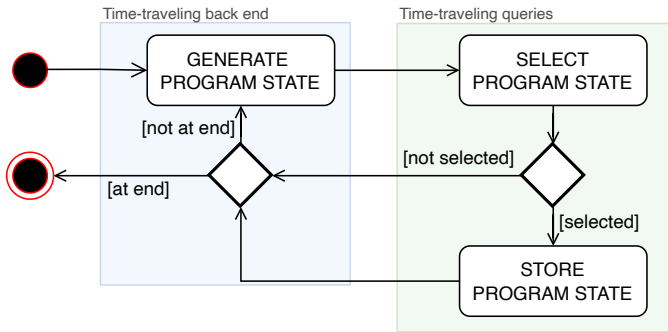 Time-traveling back end
Time-traveling queries
GENERATE
PROGRAM STATE
SELECT
PROGRAM STATE
[not at end]
[not selected]
[at end]
[selected]
STORE
PROGRAM STATE